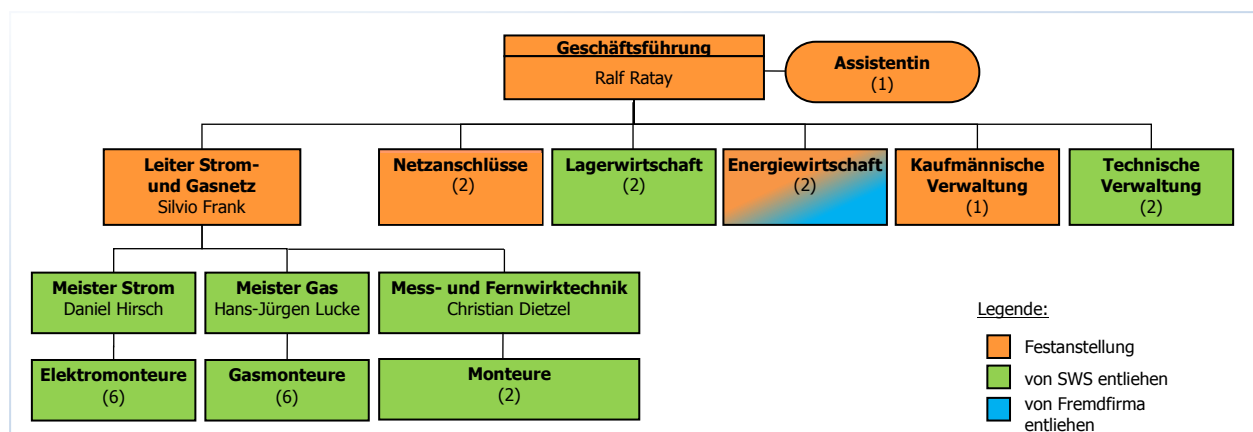 Geschäftsführung
Ralf Ratay
Assistentin
(1)
Leiter Strom-
und Gasnetz
Silvio Frank
Netzanschlüsse
(2)
Lagerwirtschaft
(2)
Energiewirtschaft
(2)
Kaufmännische
Verwaltung
(1)
Technische
Verwaltung
(2)
Meister Strom
Daniel Hirsch
Meister Gas
Hans-Jürgen Lucke
Mess- und Fernwirktechnik
Christian Dietzel
Elektromonteure
(6)
Gasmonteure
(6)
Monteure
(2)
Legende:
Festanstellung
von SWS entliehen
von Fremdfirma
entliehen